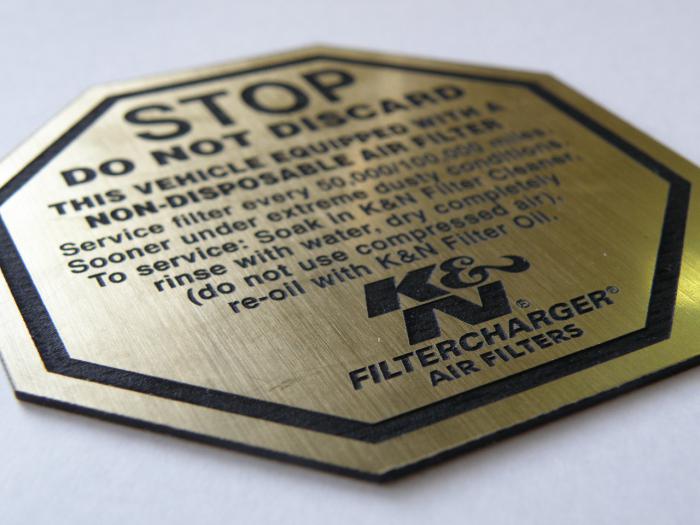 STOP
DO NOT DISCARD
THIS VEHICLE EQUIPPED WITH A
NON-DISPOSABLE AIR FILTER
Service filter every 50,000/100,000 miles.
Sooner under extreme dusty conditions.
To service: Soak in K&N Filter Cleaner,
rinse with water, dry completely
(do not use compressed air),
re-oil with K&N Filter Oil.
K&N®
FILTERCHARGER®
AIR FILTERS